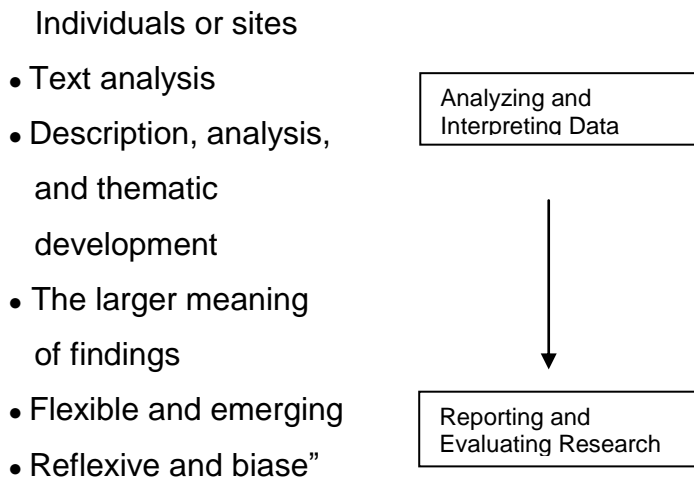 Individuals or sites
• Text analysis
• Description, analysis,
and thematic
development
• The larger meaning
of findings
• Flexible and emerging
• Reflexive and biase”
Analyzing and
Interpreting Data
Reporting and
Evaluating Research